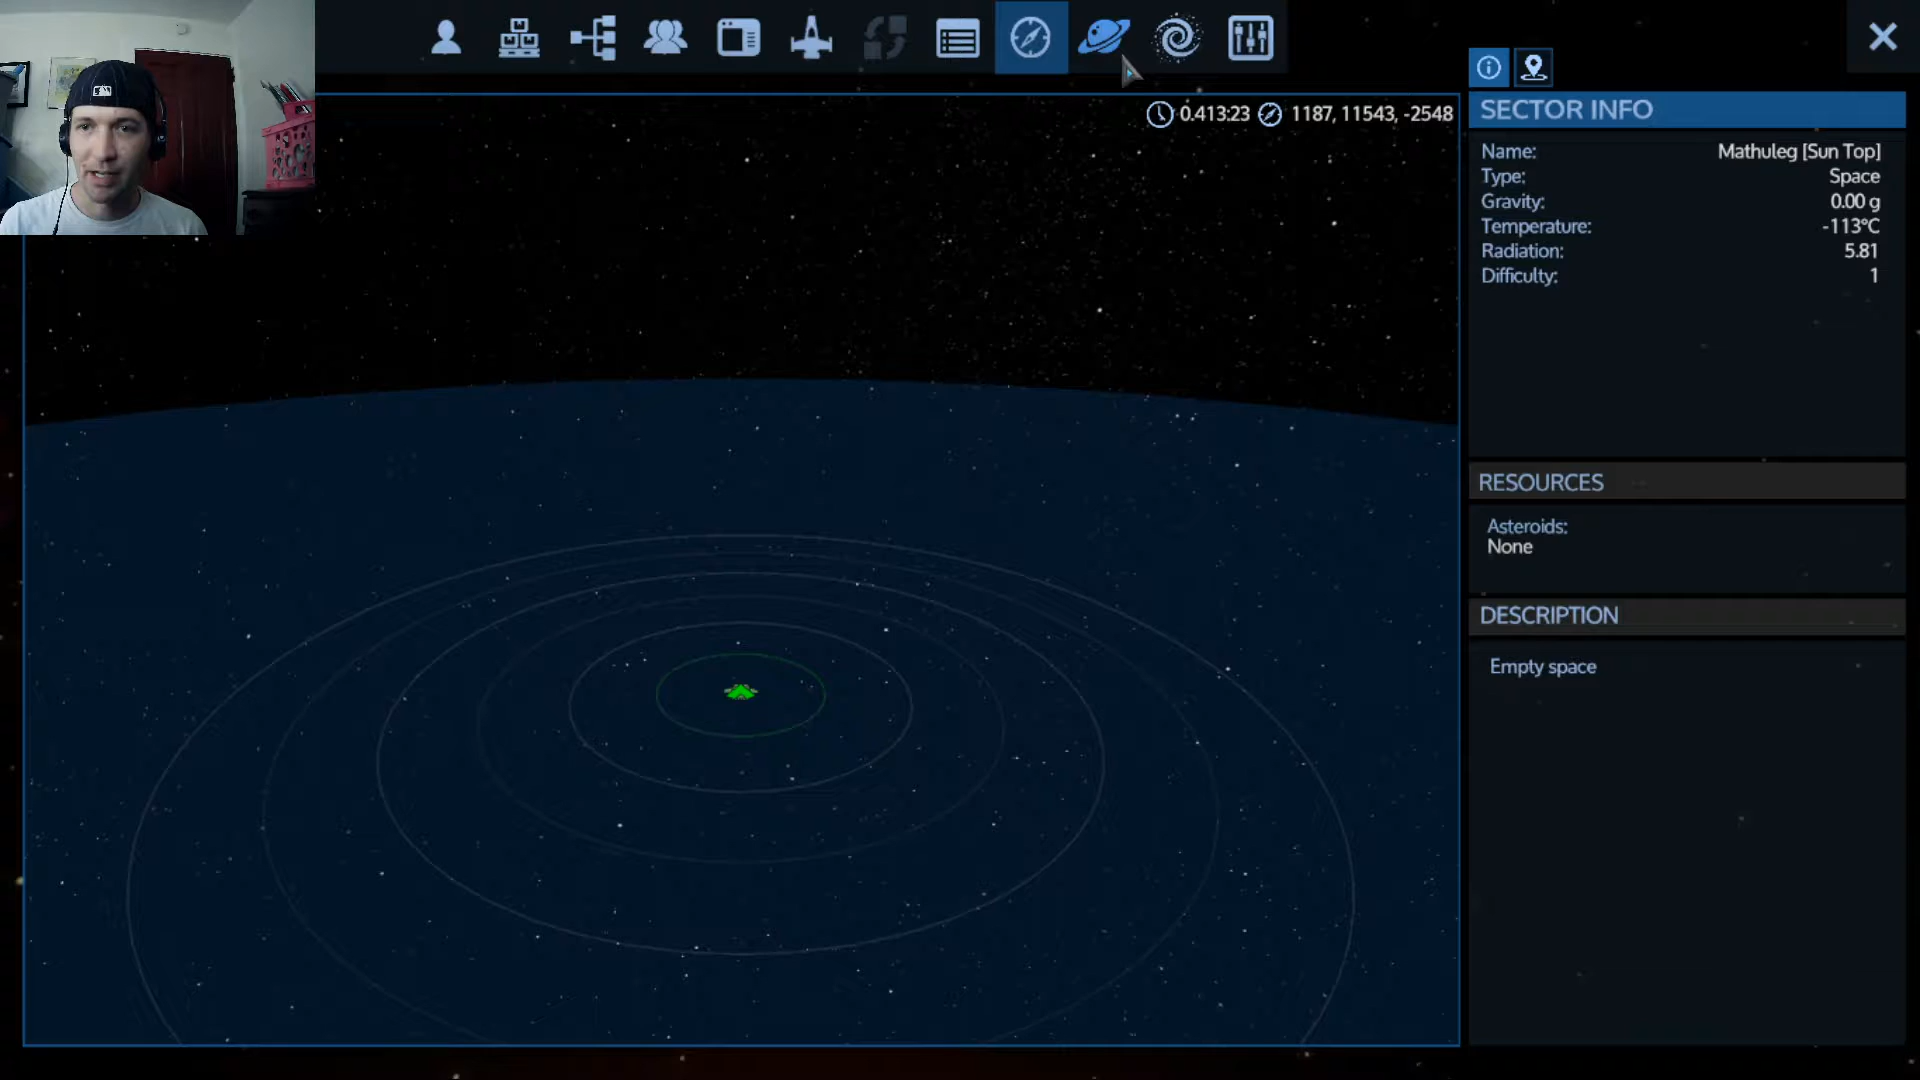 0.413:23 1187, 11543, -2548
SECTOR INFO
Name: Mathuleg [Sun Top]
Type: Space
Gravity: 0.00 g
Temperature: -113°C
Radiation: 5.81
Difficulty: 1
RESOURCES
Asteroids:
None
DESCRIPTION
Empty space